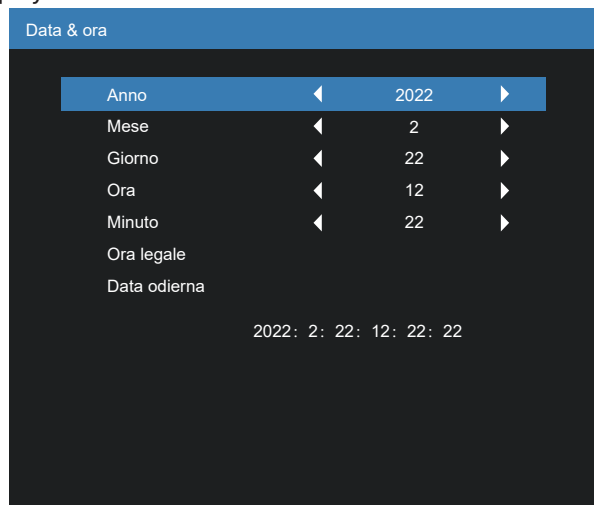 Data & ora
Anno 2022
Mese 2
Giorno 22
Ora 12
Minuto 22
Ora legale
Data odierna
2022: 2: 22: 12: 22: 22